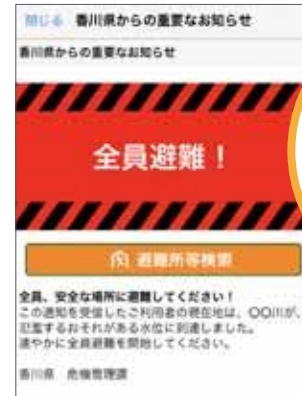 閉じる 香川県からの重要なお知らせ
香川県からの重要なお知らせ
全員避難！
避難所等検索
全員、安全な場所に避難してください！
この通知を受信したご利用者の現在地は、〇〇川が、
氾濫するおそれがある水位に到達しました。
速やかに全員避難を開始してください。
香川県 危機管理課